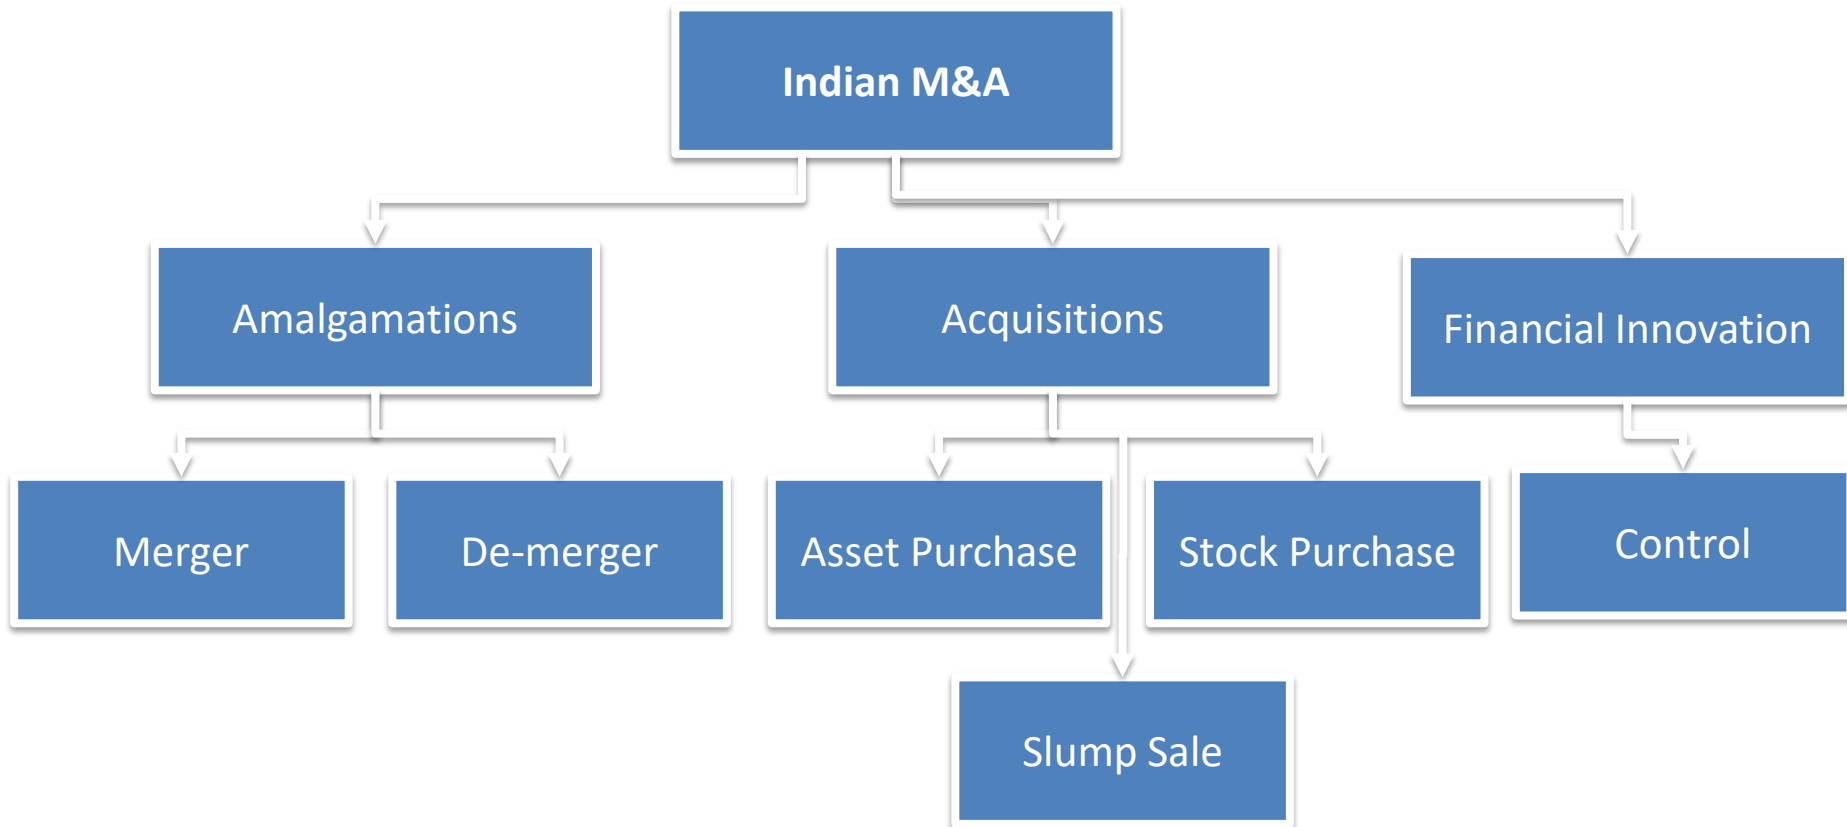 Indian M&A
Amalgamations
Acquisitions
Financial Innovation
Merger
De-merger
Asset Purchase
Stock Purchase
Control
Slump Sale